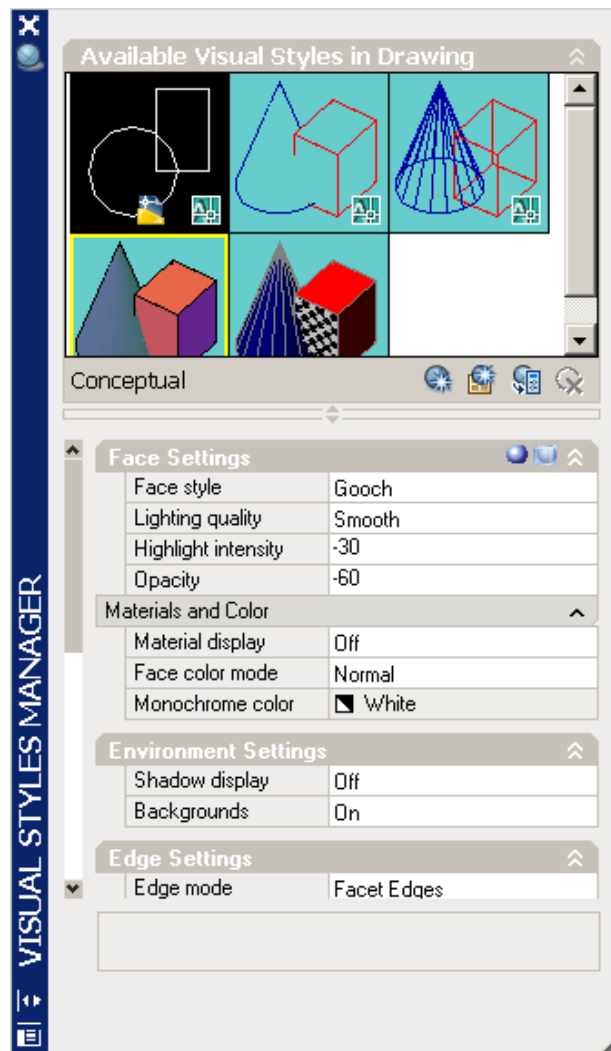 Available Visual Styles in Drawing
Conceptual
Face Settings
Face style Gooch
Lighting quality Smooth
Highlight intensity -30
Opacity -60
Materials and Color
Material display Off
Face color mode Normal
Monochrome color White
Environment Settings
Shadow display Off
Backgrounds On
Edge Settings
Edge mode Facet Edges
VISUAL STYLES MANAGER